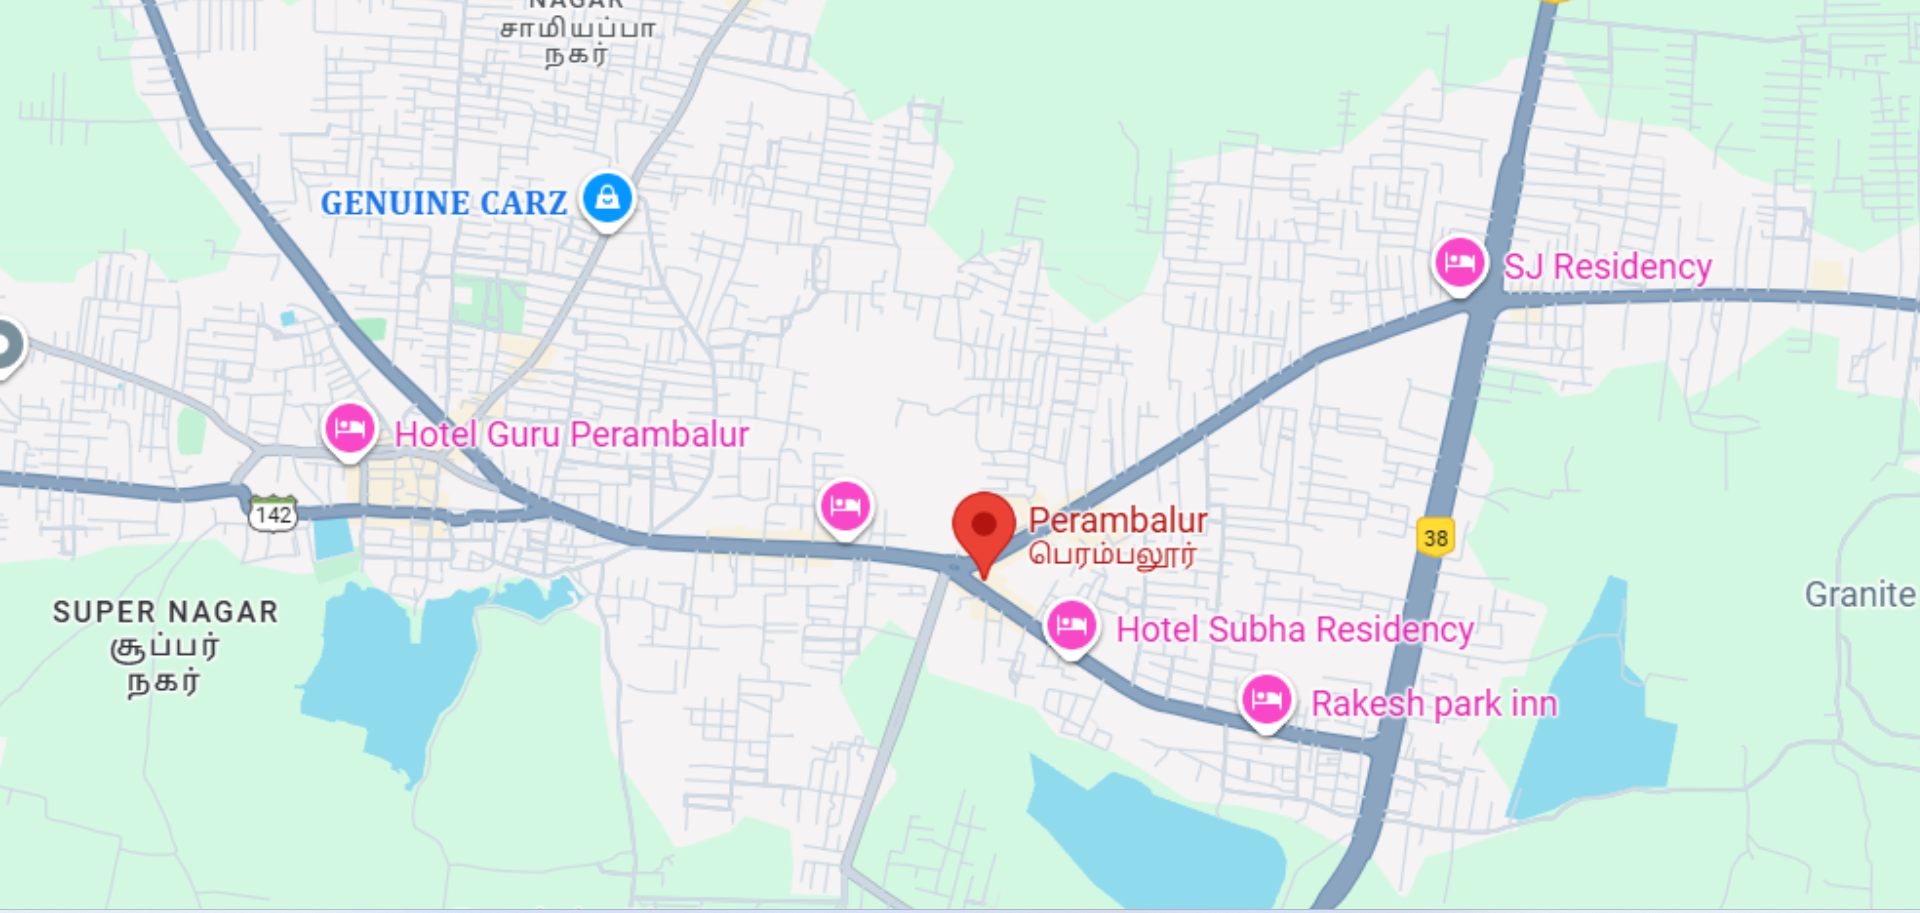 NAGAR
சாமியப்பா
நகர்
GENUINE CARZ
SJ Residency
Hotel Guru Perambalur
142
Perambalur
பெரம்பலூர்
38
Granite
SUPER NAGAR
சூப்பர்
நகர்
Hotel Subha Residency
Rakesh park inn